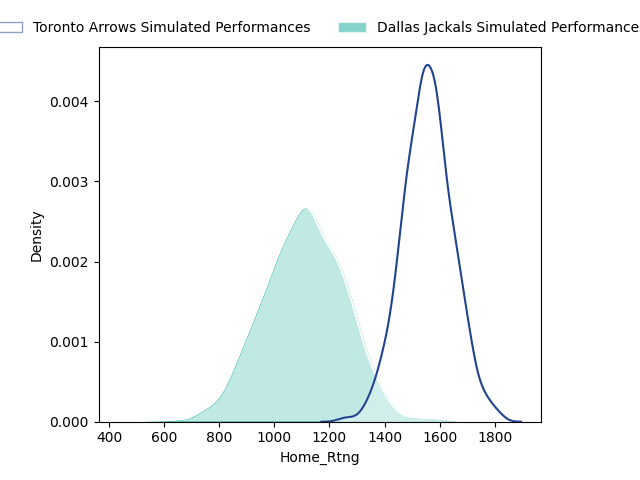 Toronto Arrows Simulated Performances
Dallas Jackals Simulated Performance
0.004
0.003
0.002
0.001
0.000
Density
400 600 800 1000 1200 1400 1600 1800
Home_Rtng